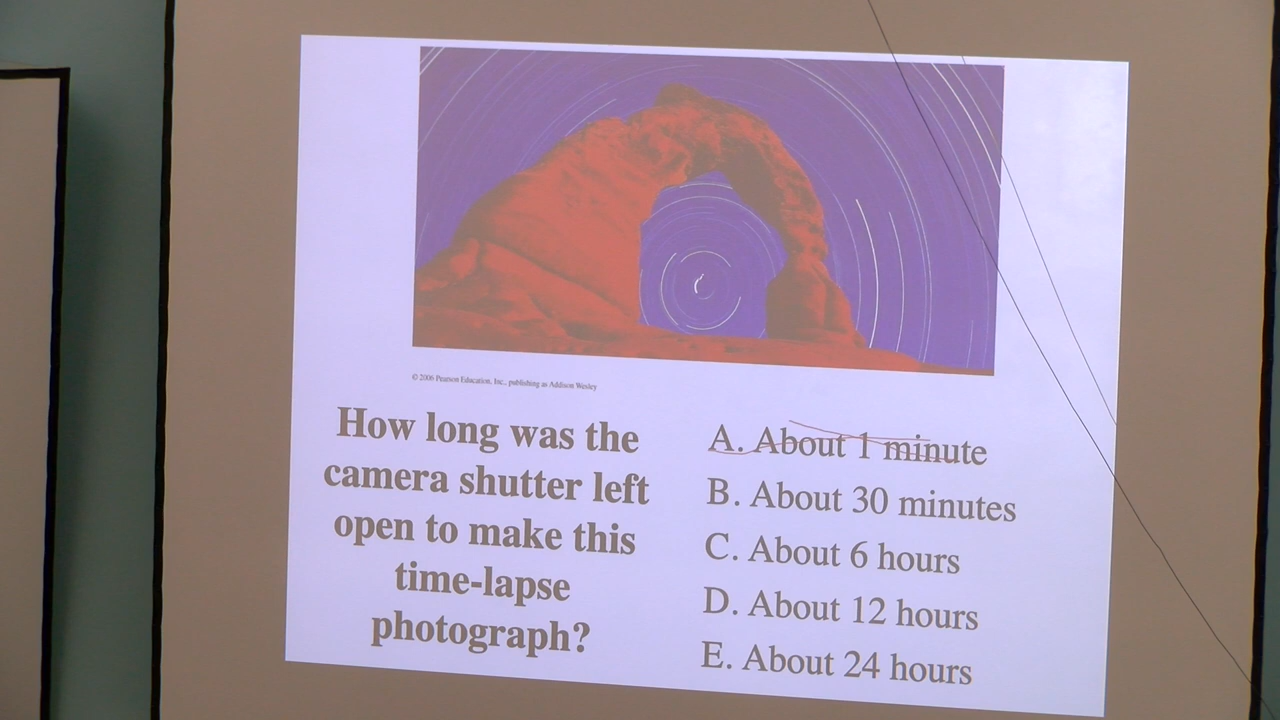 © 2006 Pearson Education, Inc., publishing as Addison Wesley
How long was the
camera shutter left
open to make this
time-lapse
photograph?
A. About 1 minute
B. About 30 minutes
C. About 6 hours
D. About 12 hours
E. About 24 hours